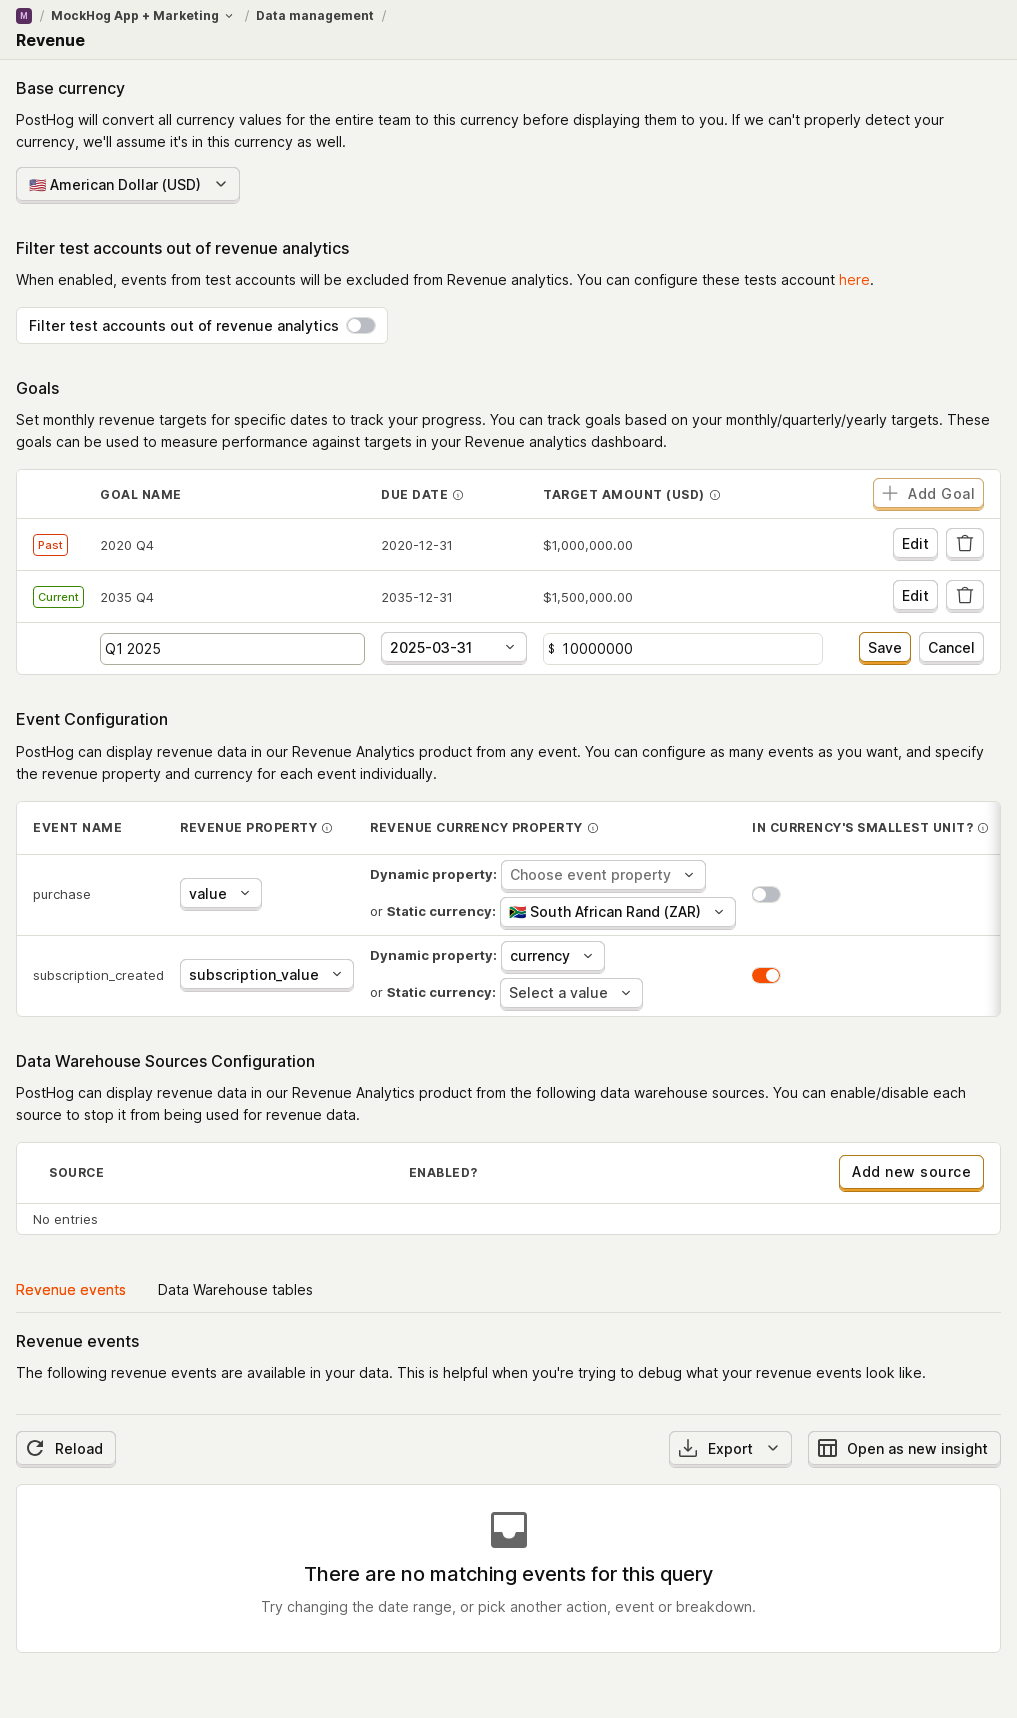 M / MockHog App + Marketing / Data management /
Revenue
Base currency
PostHog will convert all currency values for the entire team to this currency before displaying them to you. If we can't properly detect your
currency, we'll assume it's in this currency as well.
🇺🇸 American Dollar (USD)
Filter test accounts out of revenue analytics
When enabled, events from test accounts will be excluded from Revenue analytics. You can configure these tests account here.
Filter test accounts out of revenue analytics
Goals
Set monthly revenue targets for specific dates to track your progress. You can track goals based on your monthly/quarterly/yearly targets. These
goals can be used to measure performance against targets in your Revenue analytics dashboard.
GOAL NAME DUE DATE TARGET AMOUNT (USD) Add Goal
Past 2020 Q4 2020-12-31 $1,000,000.00 Edit
Current 2035 Q4 2035-12-31 $1,500,000.00 Edit
Q1 2025 2025-03-31 $ 10000000 Save Cancel
Event Configuration
PostHog can display revenue data in our Revenue Analytics product from any event. You can configure as many events as you want, and specify
the revenue property and currency for each event individually.
EVENT NAME REVENUE PROPERTY REVENUE CURRENCY PROPERTY IN CURRENCY'S SMALLEST UNIT?
purchase value Dynamic property: Choose event property
or Static currency: 🇿🇦 South African Rand (ZAR)
subscription_created subscription_value Dynamic property: currency
or Static currency: Select a value
Data Warehouse Sources Configuration
PostHog can display revenue data in our Revenue Analytics product from the following data warehouse sources. You can enable/disable each
source to stop it from being used for revenue data.
SOURCE ENABLED? Add new source
No entries
Revenue events Data Warehouse tables
Revenue events
The following revenue events are available in your data. This is helpful when you're trying to debug what your revenue events look like.
Reload Export Open as new insight
There are no matching events for this query
Try changing the date range, or pick another action, event or breakdown.